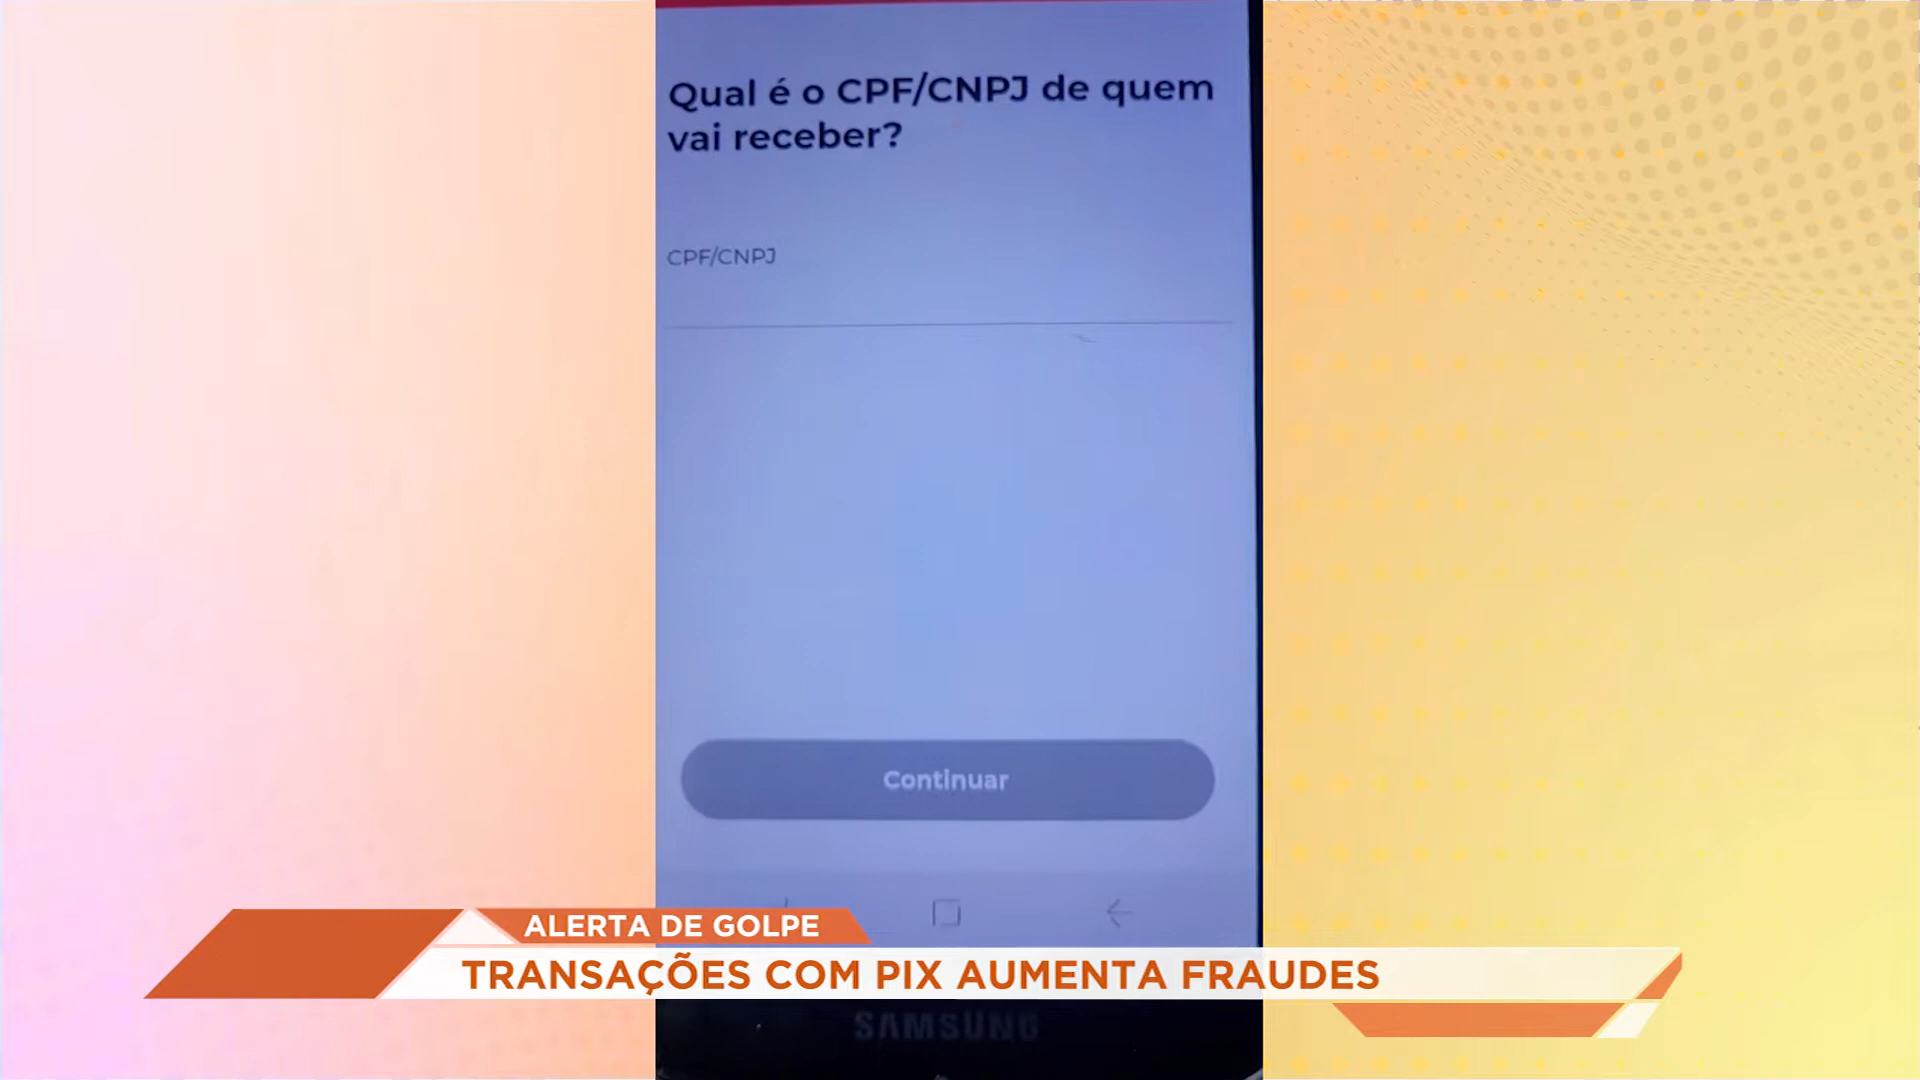 Qual é o CPF/CNPJ de quem
vai receber?
CPF/CNPJ
Continuar
ALERTA DE GOLPE
TRANSAÇÕES COM PIX AUMENTA FRAUDES
SAMSUNG